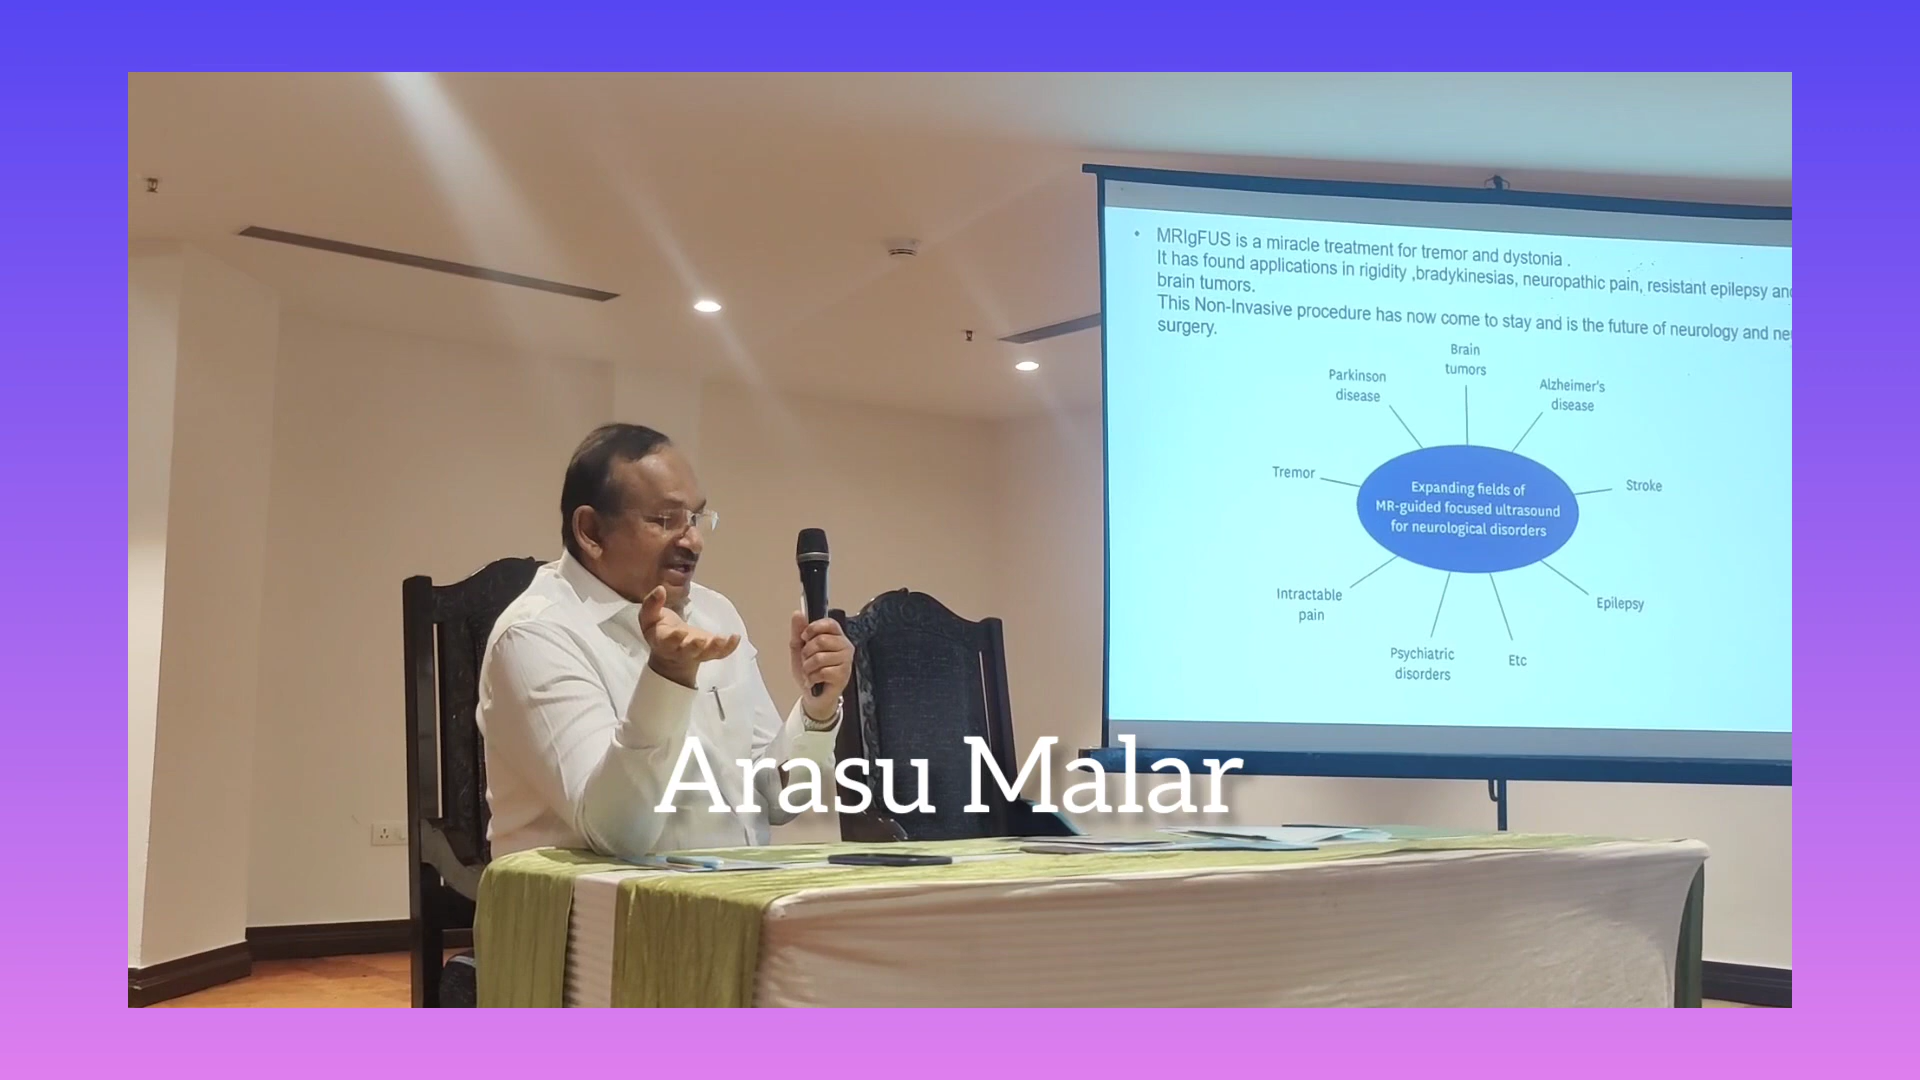 • MRIgFUS is a miracle treatment for tremor and dystonia .
It has found applications in rigidity ,bradykinesias, neuropathic pain, resistant epilepsy
brain tumors.
This Non-Invasive procedure has now come to stay and is the future of neurology and
surgery.
Brain
tumors
Parkinson
disease
Alzheimer's
disease
Tremor
Stroke
Expanding fields of
MR-guided focused ultrasound
for neurological disorders
Intractable
pain
Epilepsy
Psychiatric
disorders
Etc
Arasu Malar